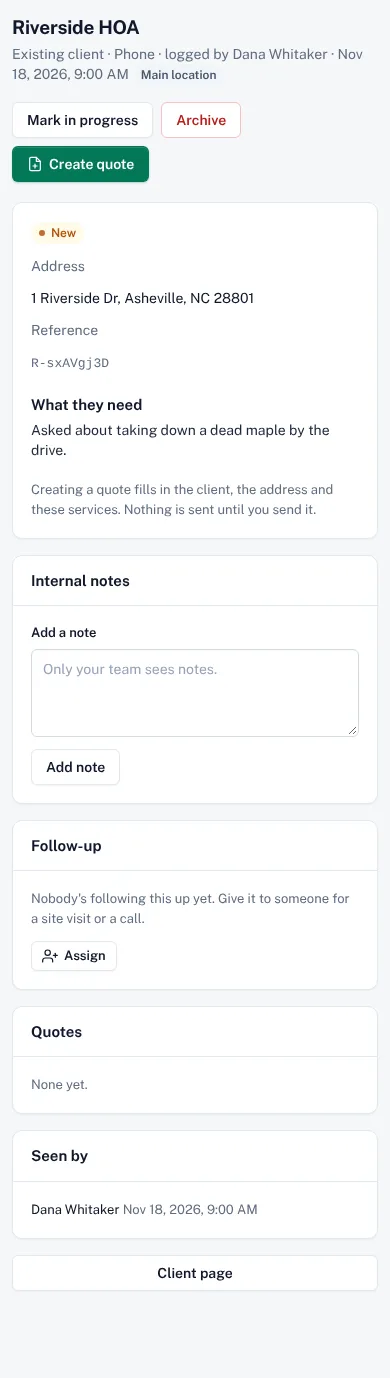 Riverside HOA
Existing client · Phone · logged by Dana Whitaker · Nov
18, 2026, 9:00 AM Main location
Mark in progress Archive
Create quote
New
Address
1 Riverside Dr, Asheville, NC 28801
Reference
R-sxAVgj3D
What they need
Asked about taking down a dead maple by the
drive.
Creating a quote fills in the client, the address and
these services. Nothing is sent until you send it.
Internal notes
Add a note
Only your team sees notes.
Add note
Follow-up
Nobody's following this up yet. Give it to someone for
a site visit or a call.
Assign
Quotes
None yet.
Seen by
Dana Whitaker Nov 18, 2026, 9:00 AM
Client page